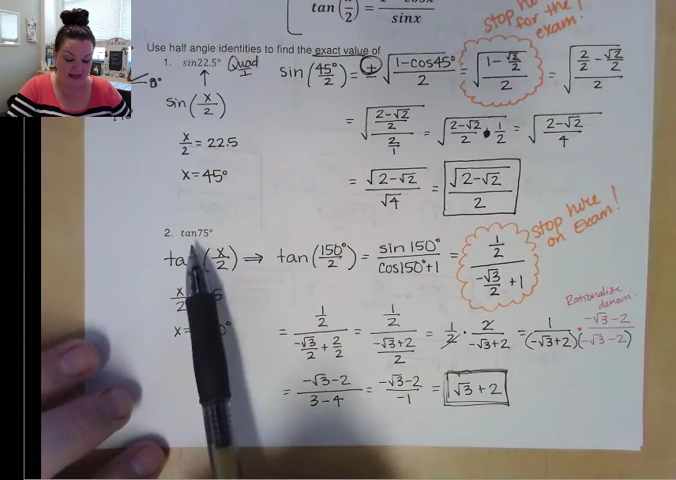 tan(x/2) = / sinx
stop
for the
exam!
Use half angle identities to find the exact value of
1. sin22.5° Quad I
sin(45°/2) = ± √((1-cos45°)/2) = √((1-√2/2)/2) = √((2/2-√2/2)/2)
sin(x/2)
x/2 = 22.5
x = 45°
= √(((2-√2)/2)/(2/1)) = √((2-√2)/2 · 1/2) = √((2-√2)/4)
= √(2-√2)/√4 = √(2-√2)/2
2. tan75°
stop here
on Exam!
(x/2) ⇒ tan(150°/2) = sin150°/(cos150°+1) = (1/2)/(-√3/2+1)
Rationalize
denom.
= (1/2)/(-√3/2+2/2) = (1/2)/((-√3+2)/2) = 1/2 · 2/(-√3+2) = 1/(-√3+2) · (-√3-2)/(-√3-2)
= (-√3-2)/(3-4) = (-√3-2)/-1 = √3+2